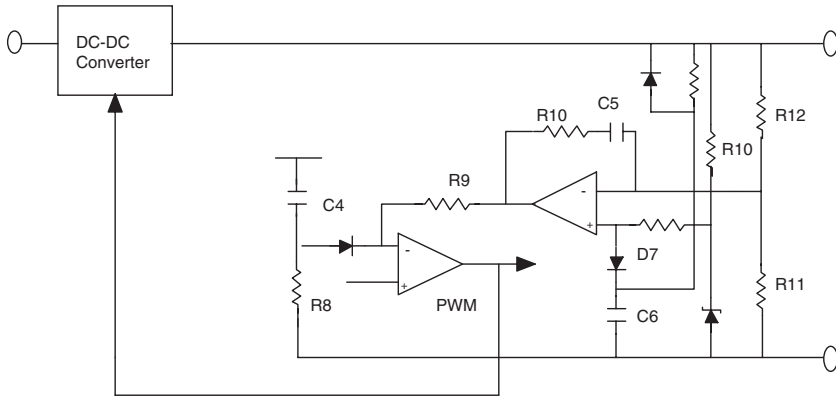 DC-DC
Converter
C5
R10
R12
R10
R9
C4
-
+
D7
-
+
R8
PWM
C6
R11